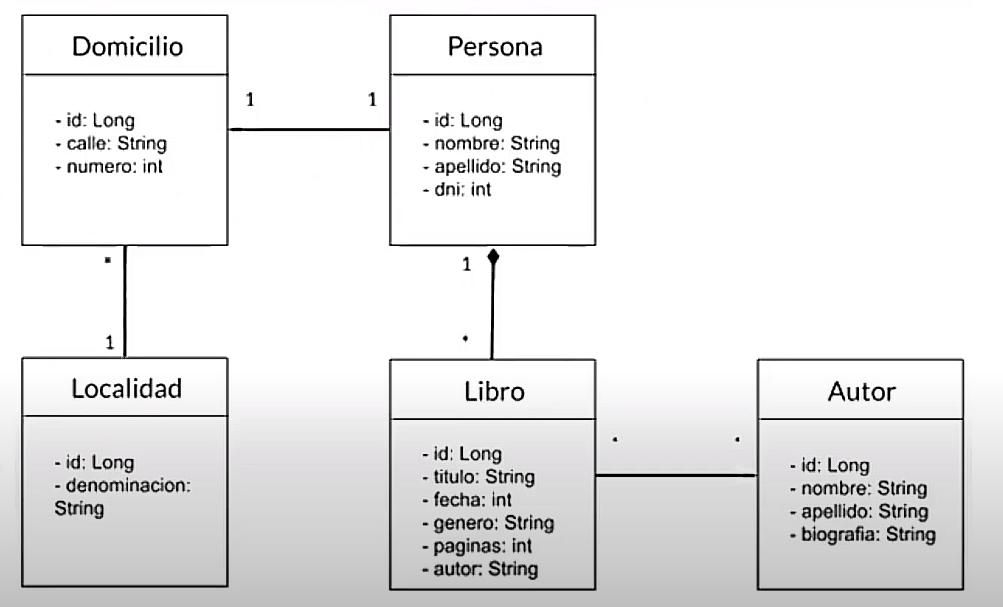 Domicilio
- id: Long
- calle: String
- numero: int
Persona
- id: Long
- nombre: String
- apellido: String
- dni: int
1
1
*
1
1
*
Localidad
- id: Long
- denominacion:
String
Libro
- id: Long
- titulo: String
- fecha: int
- genero: String
- paginas: int
- autor: String
*
*
Autor
- id: Long
- nombre: String
- apellido: String
- biografia: String